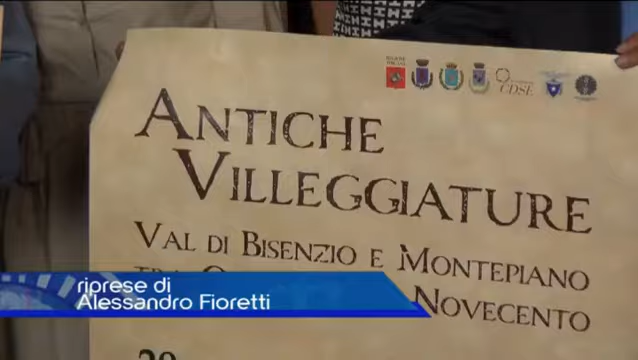 CDSE
ANTICHE
VILLEGGIATURE
VAL DI BISENZIO E MONTEPIANO
NOVECENTO
riprese di
Alessandro Fioretti